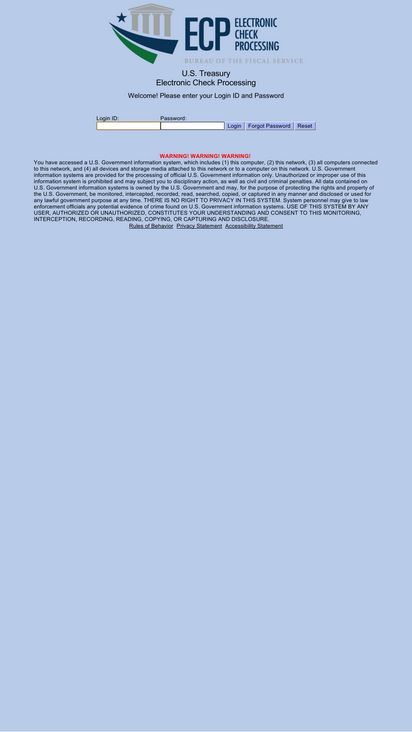 ECP ELECTRONIC
CHECK
PROCESSING
BUREAU OF THE FISCAL SERVICE
U.S. Treasury
Electronic Check Processing
Welcome! Please enter your Login ID and Password
Login ID: Password:
Login Forgot Password Reset
WARNING! WARNING! WARNING!
You have accessed a U.S. Government information system, which includes (1) this computer, (2) this network, (3) all computers connected
to this network, and (4) all devices and storage media attached to this network or to a computer on this network. U.S. Government
information systems are provided for the processing of official U.S. Government information only. Unauthorized or improper use of this
information system is prohibited and may subject you to disciplinary action, as well as civil and criminal penalties. All data contained on
U.S. Government information systems is owned by the U.S. Government and may, for the purpose of protecting the rights and property of
the U.S. Government, be monitored, intercepted, recorded, read, searched, copied, or captured in any manner and disclosed or used for
any lawful government purpose at any time. THERE IS NO RIGHT TO PRIVACY IN THIS SYSTEM. System personnel may give to law
enforcement officials any potential evidence of crime found on U.S. Government information systems. USE OF THIS SYSTEM BY ANY
USER, AUTHORIZED OR UNAUTHORIZED, CONSTITUTES YOUR UNDERSTANDING AND CONSENT TO THIS MONITORING,
INTERCEPTION, RECORDING, READING, COPYING, OR CAPTURING AND DISCLOSURE.
Rules of Behavior Privacy Statement Accessibility Statement